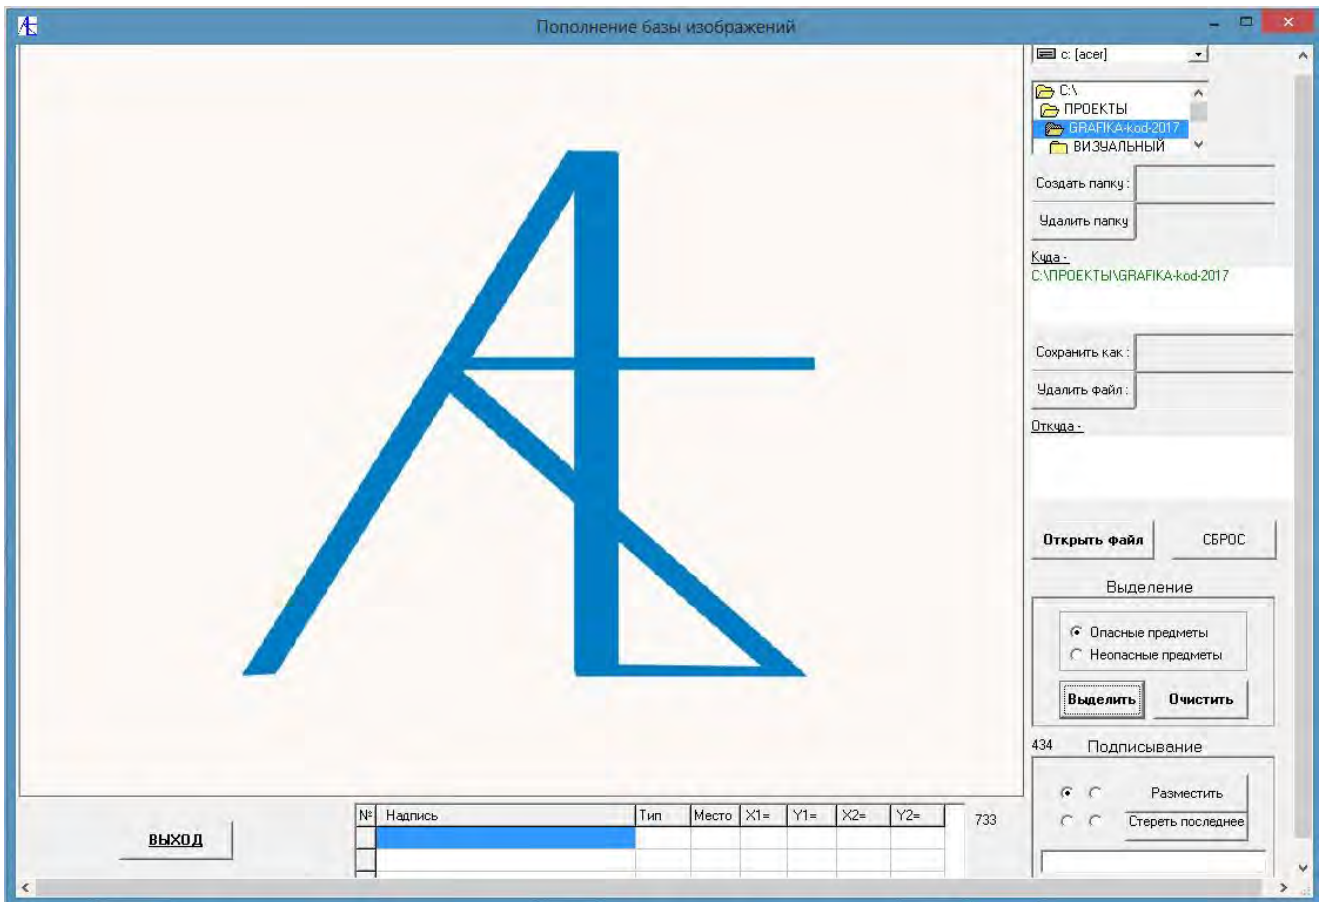 Пополнение базы изображений
c: [acer]
C:\
ПРОЕКТЫ
GRAFIKA-kod-2017
ВИЗУАЛЬНЫЙ
Создать папку :
Удалить папку
Куда -
C:\ПРОЕКТЫ\GRAFIKA-kod-2017
Сохранить как :
Удалить файл :
Откуда -
Открыть файл СБРОС
Выделение
Опасные предметы
Неопасные предметы
Выделить Очистить
434 Подписывание
Разместить
Стереть последнее
№ Надпись Тип Место X1= Y1= X2= Y2= 733
ВЫХОД